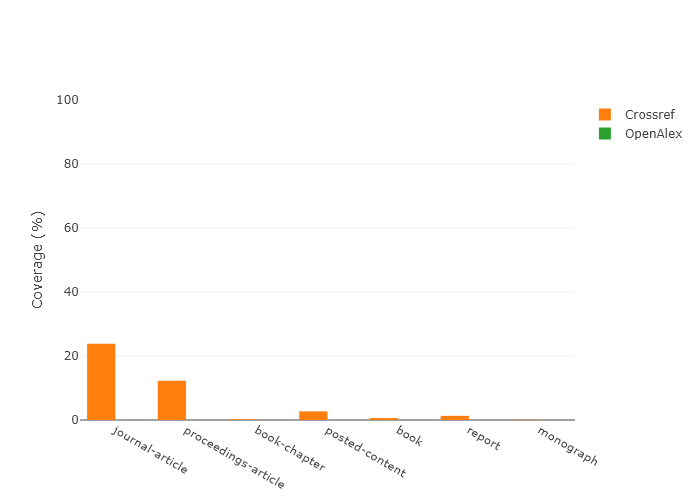 100
80
60
40
20
0
Coverage (%)
journal-article
proceedings-article
book-chapter
posted-content
book
report
monograph
Crossref
OpenAlex